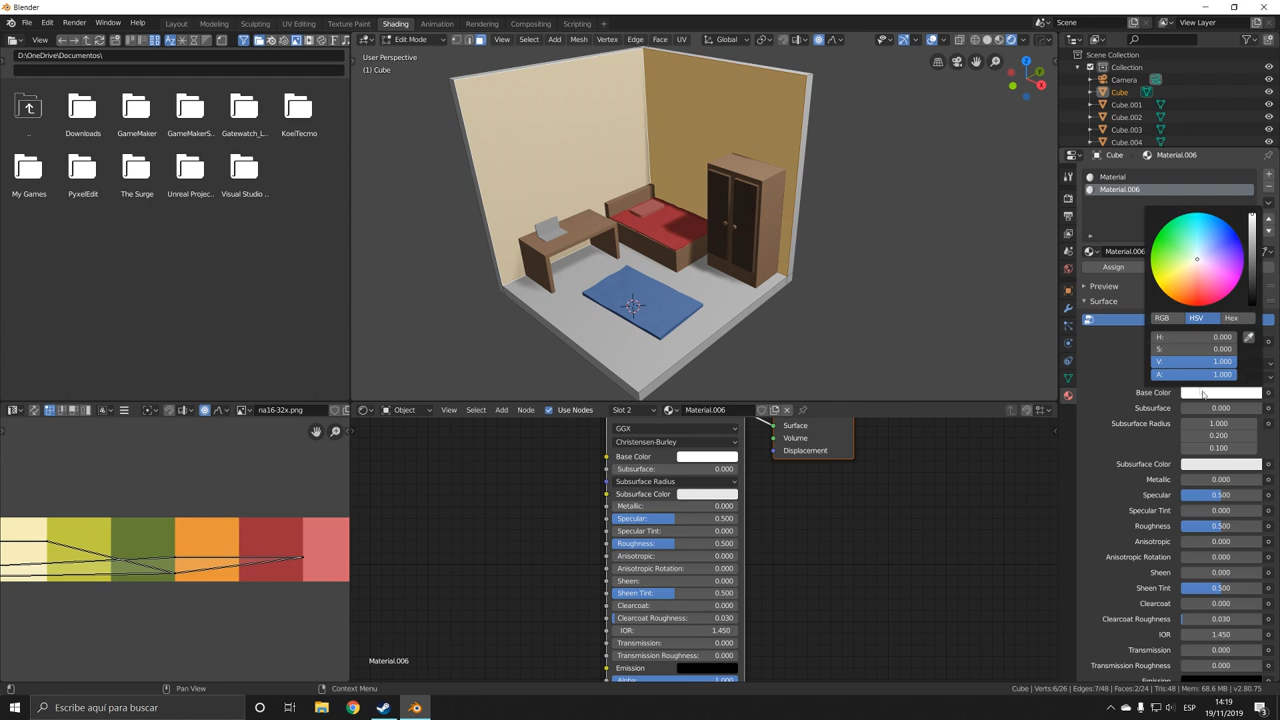 Blender
File Edit Render Window Help
Layout Modeling Sculpting UV Editing Texture Paint Shading Animation Rendering Compositing Scripting
Scene
View Layer
View
D:\OneDrive\Documentos\
..
Downloads
GameMaker
GameMakerS..
Gatewatch_L..
KoeiTecmo
My Games
PyxelEdit
The Surge
Unreal Projec..
Visual Studio ..
Edit Mode
View Select Add Mesh Vertex Edge Face UV
Global
User Perspective
(1) Cube
Z
Y
X
Scene Collection
Collection
Camera
Cube
Cube.001
Cube.002
Cube.003
Cube.004
Cube
Material.006
Material
Material.006
Material.006
Assign
Preview
Surface
RGB HSV Hex
H: 0.000
S: 0.000
V: 1.000
A: 1.000
Base Color
Subsurface 0.000
Subsurface Radius 1.000
0.200
0.100
Subsurface Color
Metallic 0.000
Specular 0.500
Specular Tint 0.000
Roughness 0.500
Anisotropic 0.000
Anisotropic Rotation 0.000
Sheen 0.000
Sheen Tint 0.500
Clearcoat 0.000
Clearcoat Roughness 0.030
IOR 1.450
Transmission 0.000
Transmission Roughness 0.000
na16-32x.png
Object
View Select Add Node
Use Nodes
Slot 2
Material.006
GGX
Christensen-Burley
Base Color
Subsurface: 0.000
Subsurface Radius
Subsurface Color
Metallic: 0.000
Specular: 0.500
Specular Tint: 0.000
Roughness: 0.500
Anisotropic: 0.000
Anisotropic Rotation: 0.000
Sheen: 0.000
Sheen Tint: 0.500
Clearcoat: 0.000
Clearcoat Roughness: 0.030
IOR: 1.450
Transmission: 0.000
Transmission Roughness: 0.000
Emission
Alpha: 1.000
Surface
Volume
Displacement
Material.006
Pan View
Context Menu
Cube | Verts:6/26 | Edges:7/48 | Faces:2/24 | Tris:48 | Mem: 68.6 MB | v2.80.75
Escribe aquí para buscar
ESP
14:19
19/11/2019
3